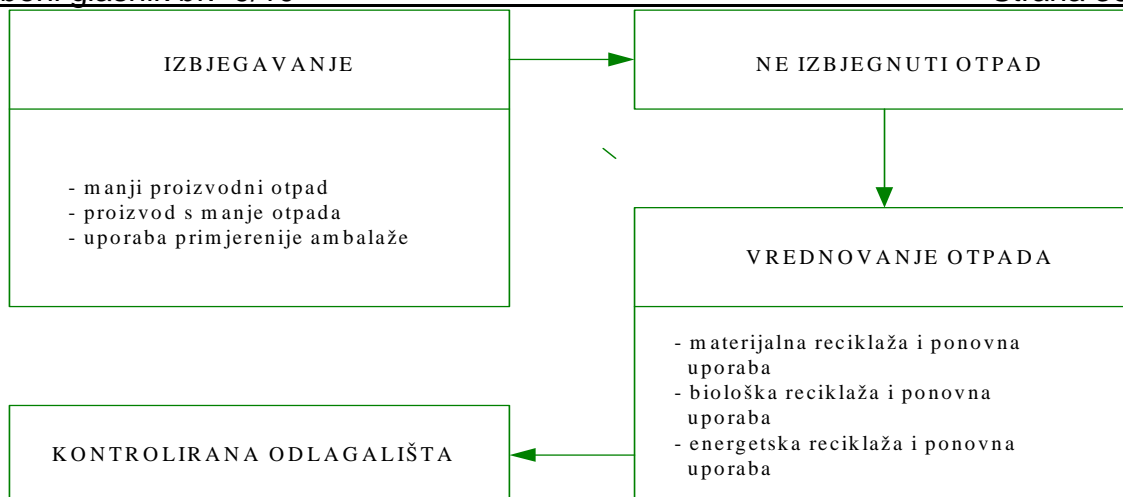 IZBJEGAVANJE
- manji proizvodni otpad
- proizvod s manje otpada
- uporaba primjerenije ambalaže
NE IZBJEGNUTI OTPAD
VREDNOVANJE OTPADA
- materijalna reciklaža i ponovna
uporaba
- biološka reciklaža i ponovna
uporaba
- energetska reciklaža i ponovna
uporaba
KONTROLIRANA ODLAGALIŠTA